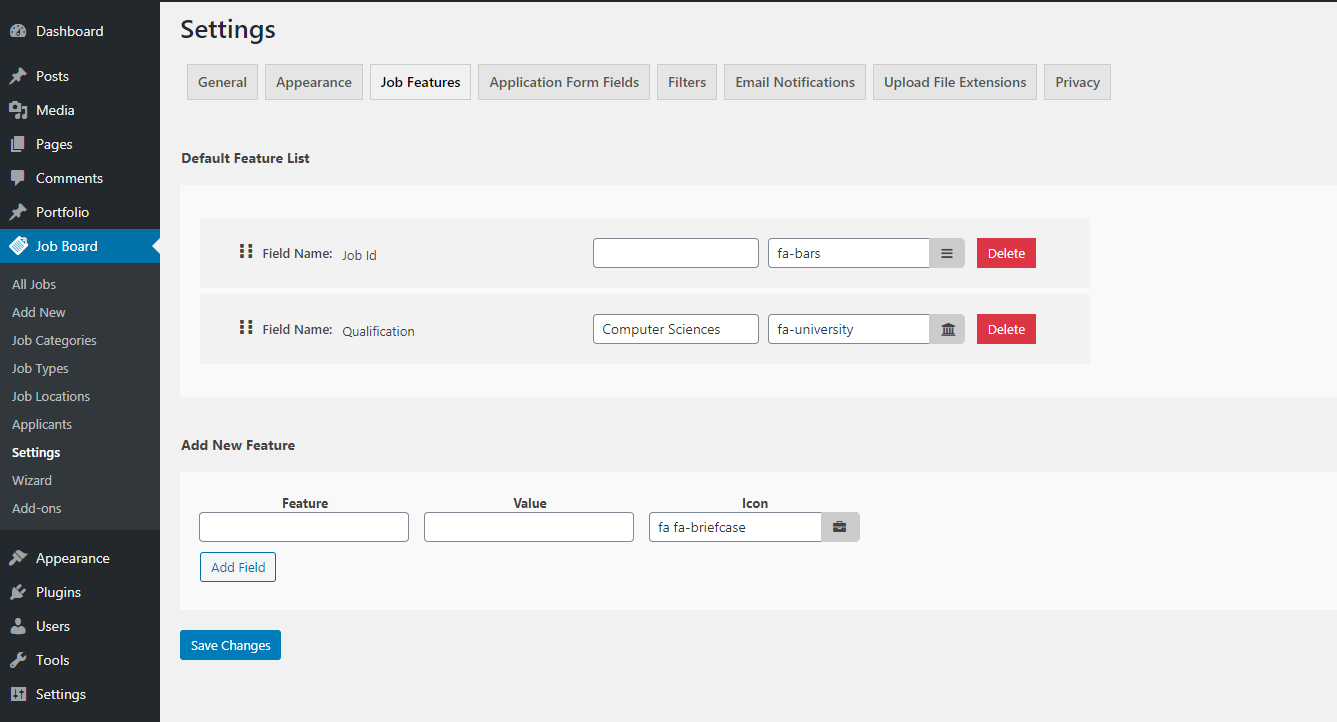 Dashboard
Posts
Media
Pages
Comments
Portfolio
Job Board
All Jobs
Add New
Job Categories
Job Types
Job Locations
Applicants
Settings
Wizard
Add-ons
Appearance
Plugins
Users
Tools
Settings
Settings
General Appearance Job Features Application Form Fields Filters Email Notifications Upload File Extensions Privacy
Default Feature List
Field Name: Job Id fa-bars Delete
Field Name: Qualification Computer Sciences fa-university Delete
Add New Feature
Feature Value Icon
fa fa-briefcase
Add Field
Save Changes